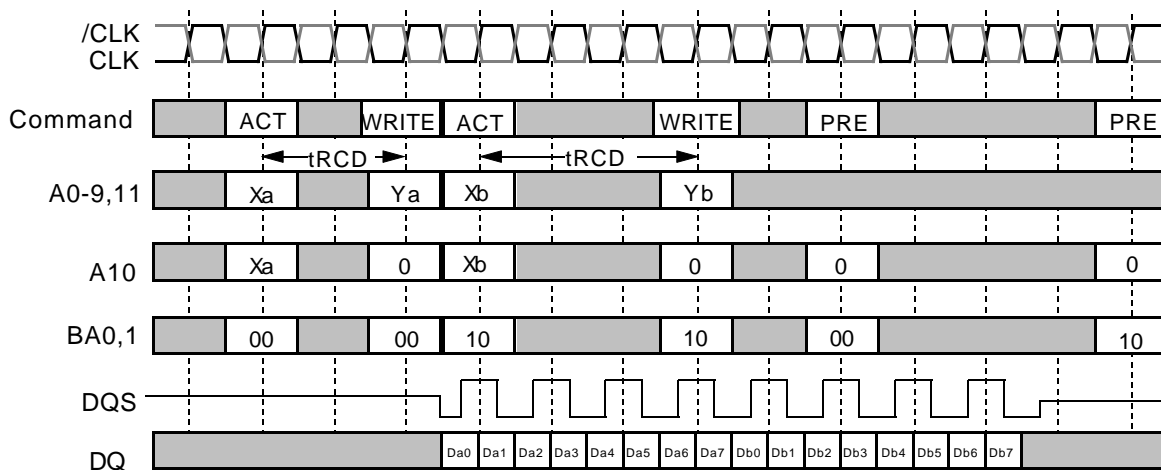 /CLK
CLK
Command ACT WRITE ACT WRITE PRE PRE
tRCD tRCD
A0-9,11 Xa Ya Xb Yb
A10 Xa 0 Xb 0 0 0
BA0,1 00 00 10 10 00 10
DQS
DQ Da0 Da1 Da2 Da3 Da4 Da5 Da6 Da7 Db0 Db1 Db2 Db3 Db4 Db5 Db6 Db7